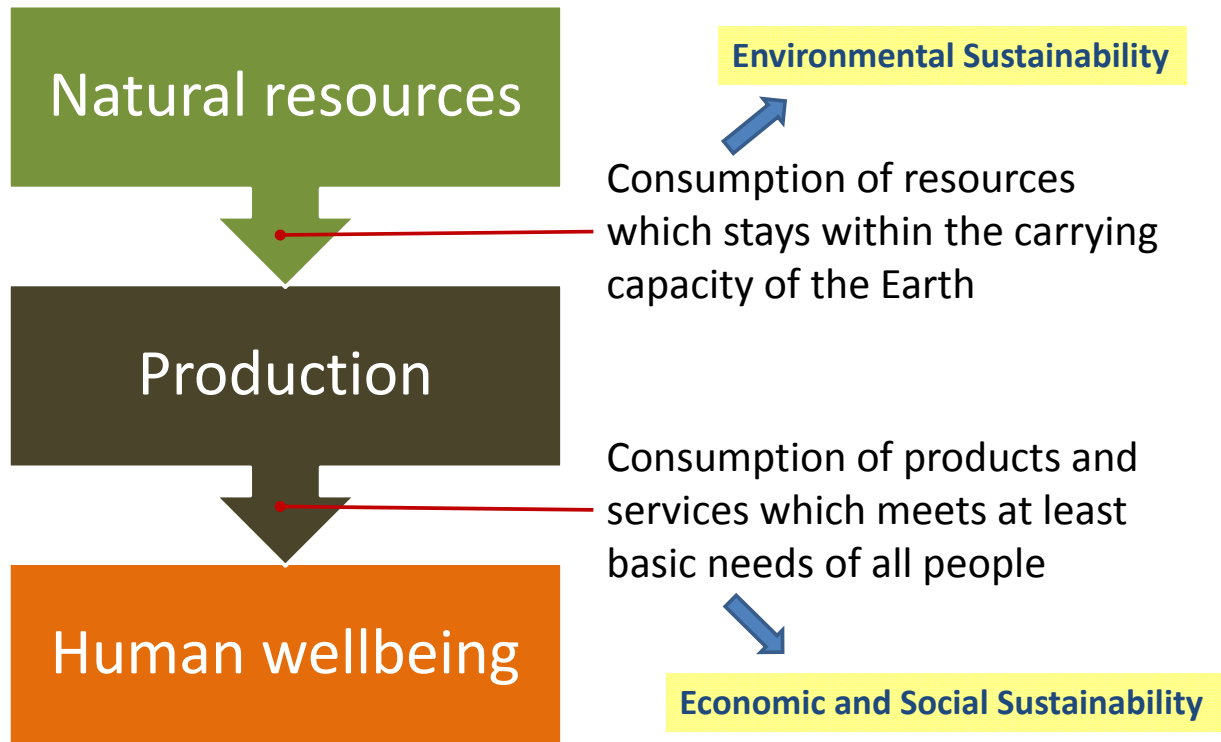 Natural resources
Environmental Sustainability
Consumption of resources
which stays within the carrying
capacity of the Earth
Production
Consumption of products and
services which meets at least
basic needs of all people
Human wellbeing
Economic and Social Sustainability